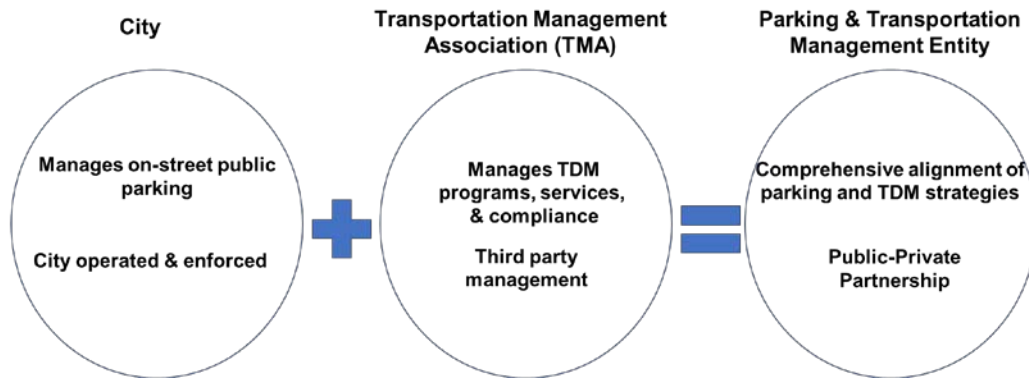 City
Manages on-street public
parking
City operated & enforced
Transportation Management
Association (TMA)
Manages TDM
programs, services,
& compliance
Third party
management
Parking & Transportation
Management Entity
Comprehensive alignment of
parking and TDM strategies
Public-Private
Partnership